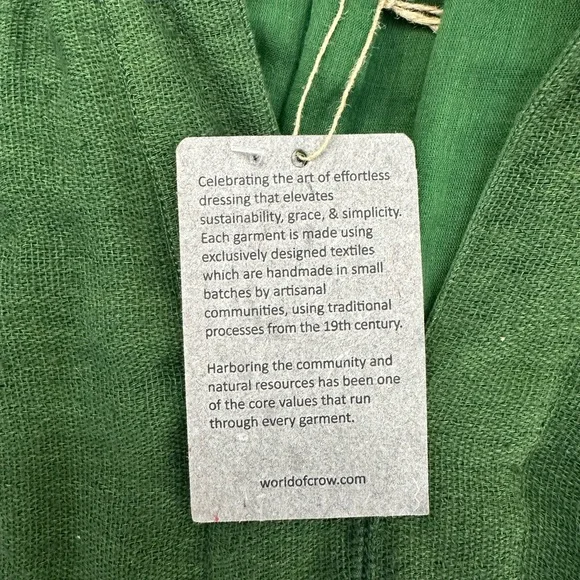 Celebrating the art of effortless
dressing that elevates
sustainability, grace, & simplicity.
Each garment is made using
exclusively designed textiles
which are handmade in small
batches by artisanal
communities, using traditional
processes from the 19th century.
Harboring the community and
natural resources has been one
of the core values that run
through every garment.
worldofcrow.com